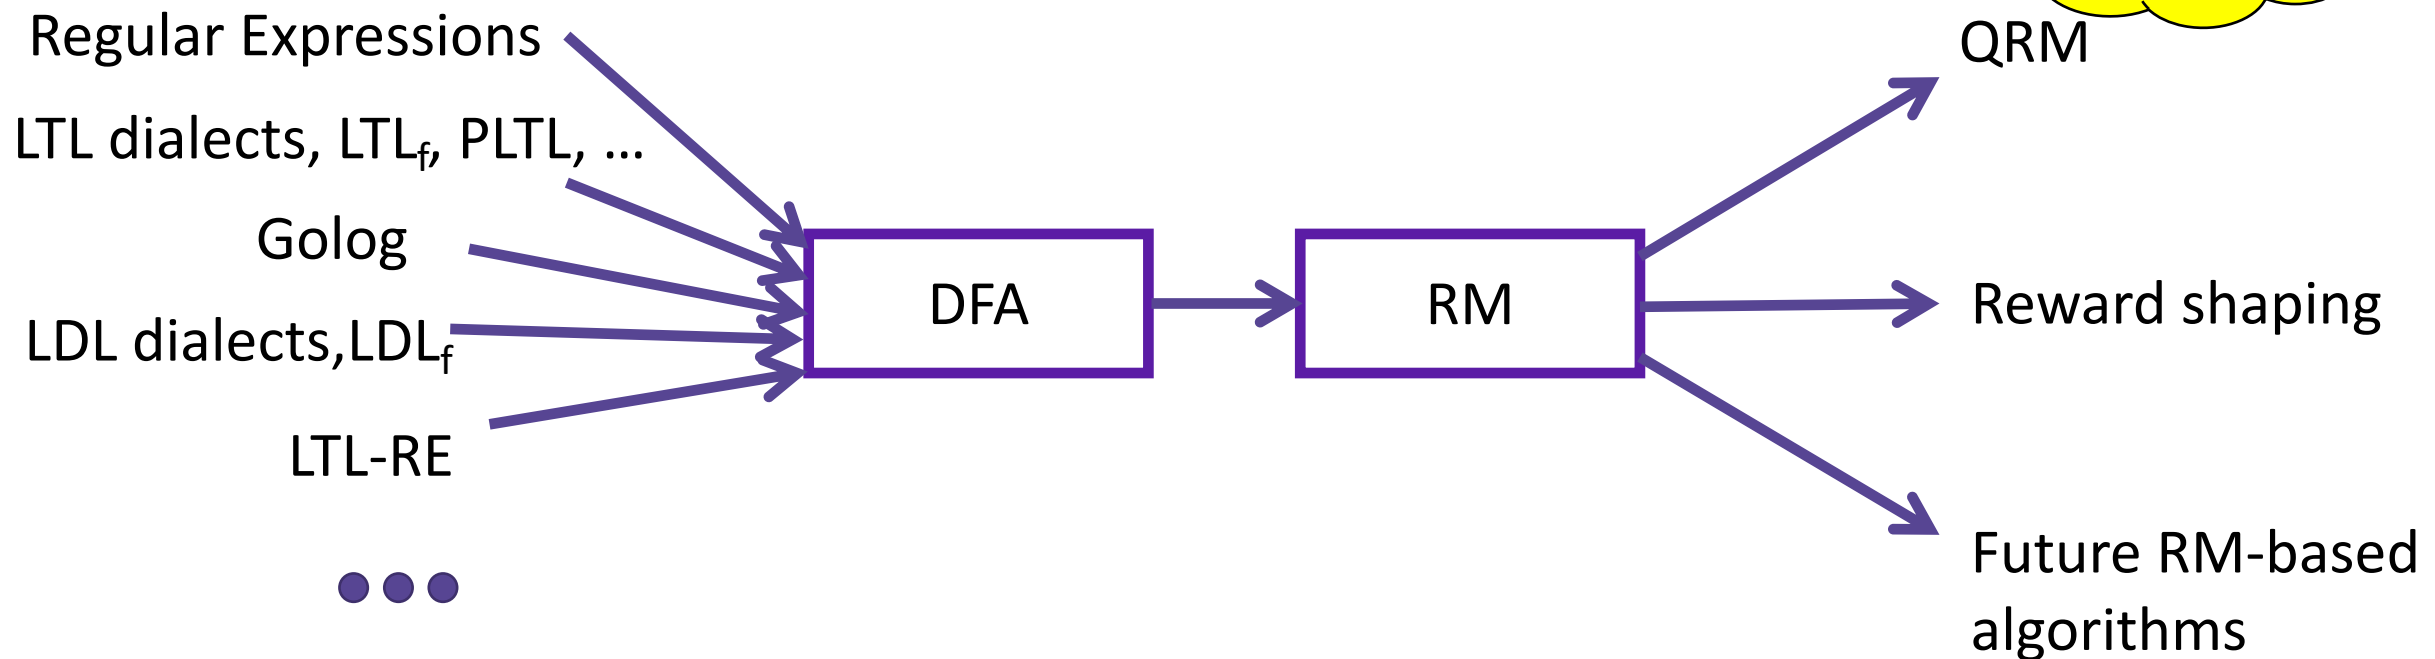 Regular Expressions
LTL dialects, LTLf, PLTL, ...
Golog
LDL dialects,LDLf
LTL-RE
DFA
RM
QRM
Reward shaping
Future RM-based
algorithms